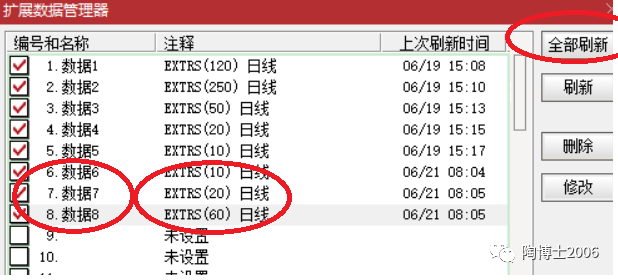 扩展数据管理器
编号和名称 注释 上次刷新时间 全部刷新
1.数据1 EXTRS(120) 日线 06/19 15:08
2.数据2 EXTRS(250) 日线 06/19 15:10 刷新
3.数据3 EXTRS(50) 日线 06/19 15:13
4.数据4 EXTRS(20) 日线 06/19 15:15
5.数据5 EXTRS(10) 日线 06/19 15:17 删除
6.数据6 EXTRS(10) 日线 06/21 08:04
7.数据7 EXTRS(20) 日线 06/21 08:05 修改
8.数据8 EXTRS(60) 日线 06/21 08:05
9. 未设置
10. 未设置
陶博士2006